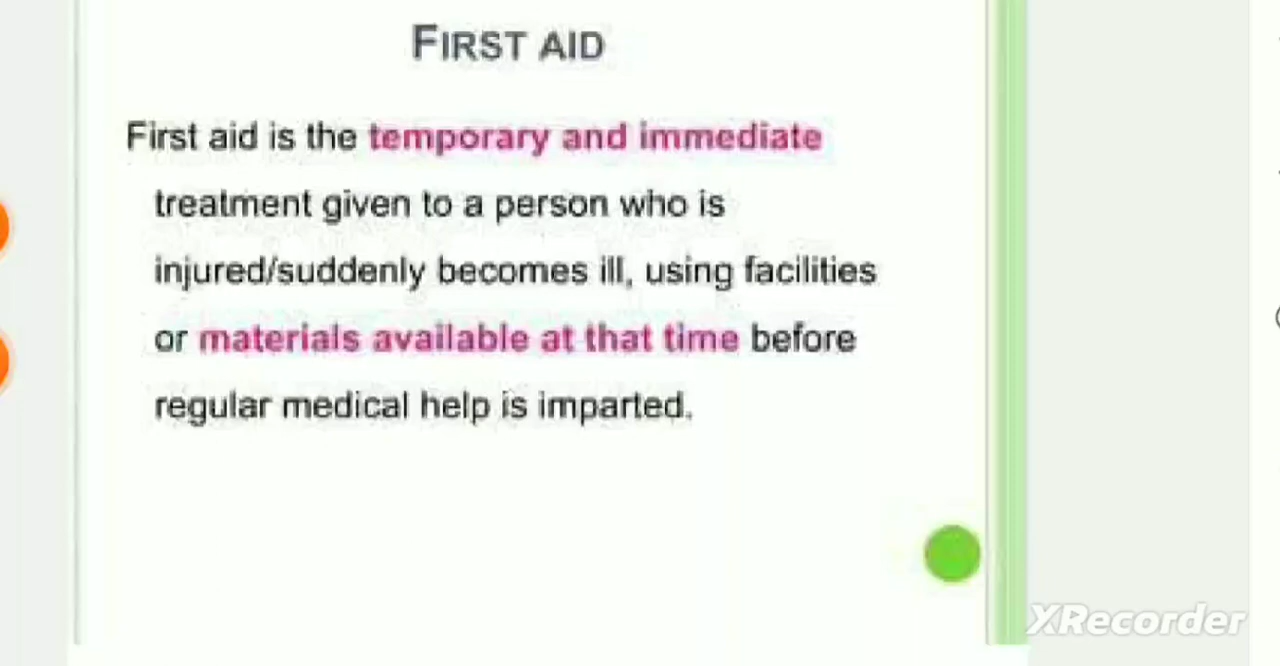 FIRST AID
First aid is the temporary and immediate
treatment given to a person who is
injured/suddenly becomes ill, using facilities
or materials available at that time before
regular medical help is imparted.
XRecorder